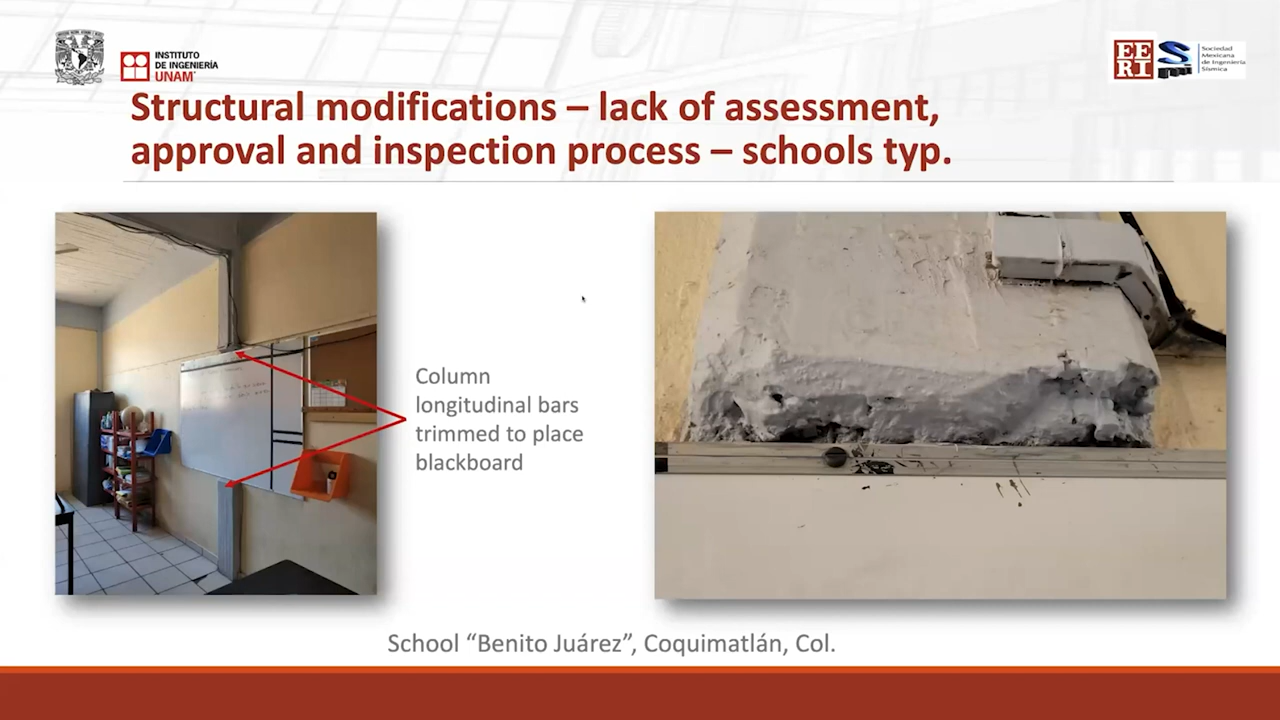 INSTITUTO
DE INGENIERÍA
UNAM
EERI
Sociedad
Mexicana
de Ingeniería
Sísmica
Structural modifications – lack of assessment,
approval and inspection process – schools typ.
Column
longitudinal bars
trimmed to place
blackboard
School “Benito Juárez”, Coquimatlán, Col.